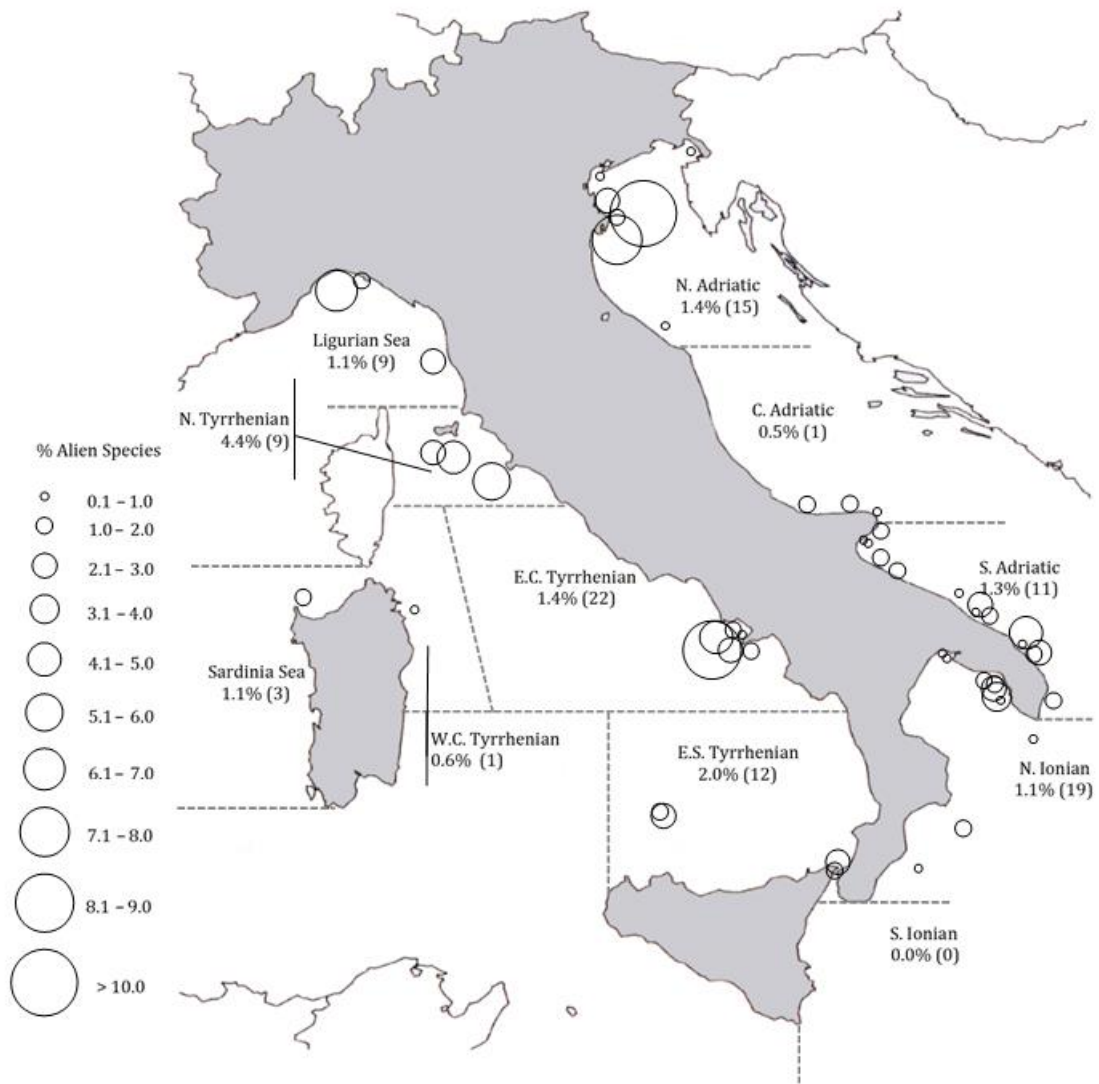 N. Adriatic
1.4% (15)
Ligurian Sea
1.1% (9)
N. Tyrrhenian
4.4% (9)
C. Adriatic
0.5% (1)
% Alien Species
0.1 – 1.0
1.0 – 2.0
2.1 – 3.0
3.1 – 4.0
4.1 – 5.0
5.1 – 6.0
6.1 – 7.0
7.1 – 8.0
8.1 – 9.0
> 10.0
E.C. Tyrrhenian
1.4% (22)
S. Adriatic
1.3% (11)
Sardinia Sea
1.1% (3)
W.C. Tyrrhenian
0.6% (1)
E.S. Tyrrhenian
2.0% (12)
N. Ionian
1.1% (19)
S. Ionian
0.0% (0)